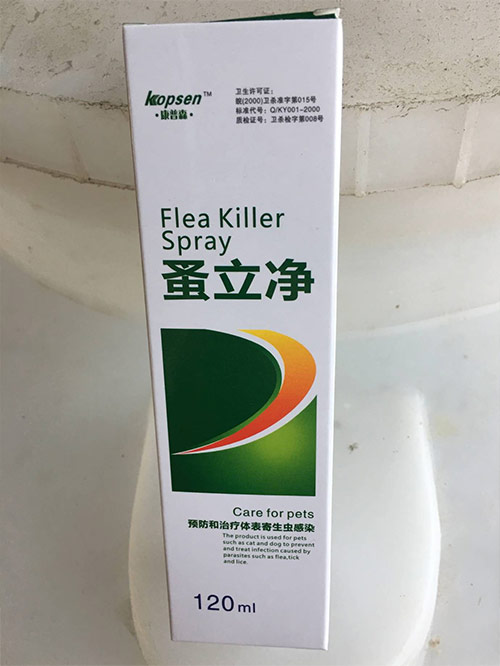 Kopsen™
·康普森·
卫生许可证：
皖(2000)卫杀准字第015号
标准代号：Q/KY001-2000
质检证号：卫杀检字第008号
Flea Killer
Spray
蚤立净
Care for pets
预防和治疗体表寄生虫感染
The product is used for pets
such as cat and dog to prevent
and treat infection caused by
parasites such as flea,tick
and lice.
120ml